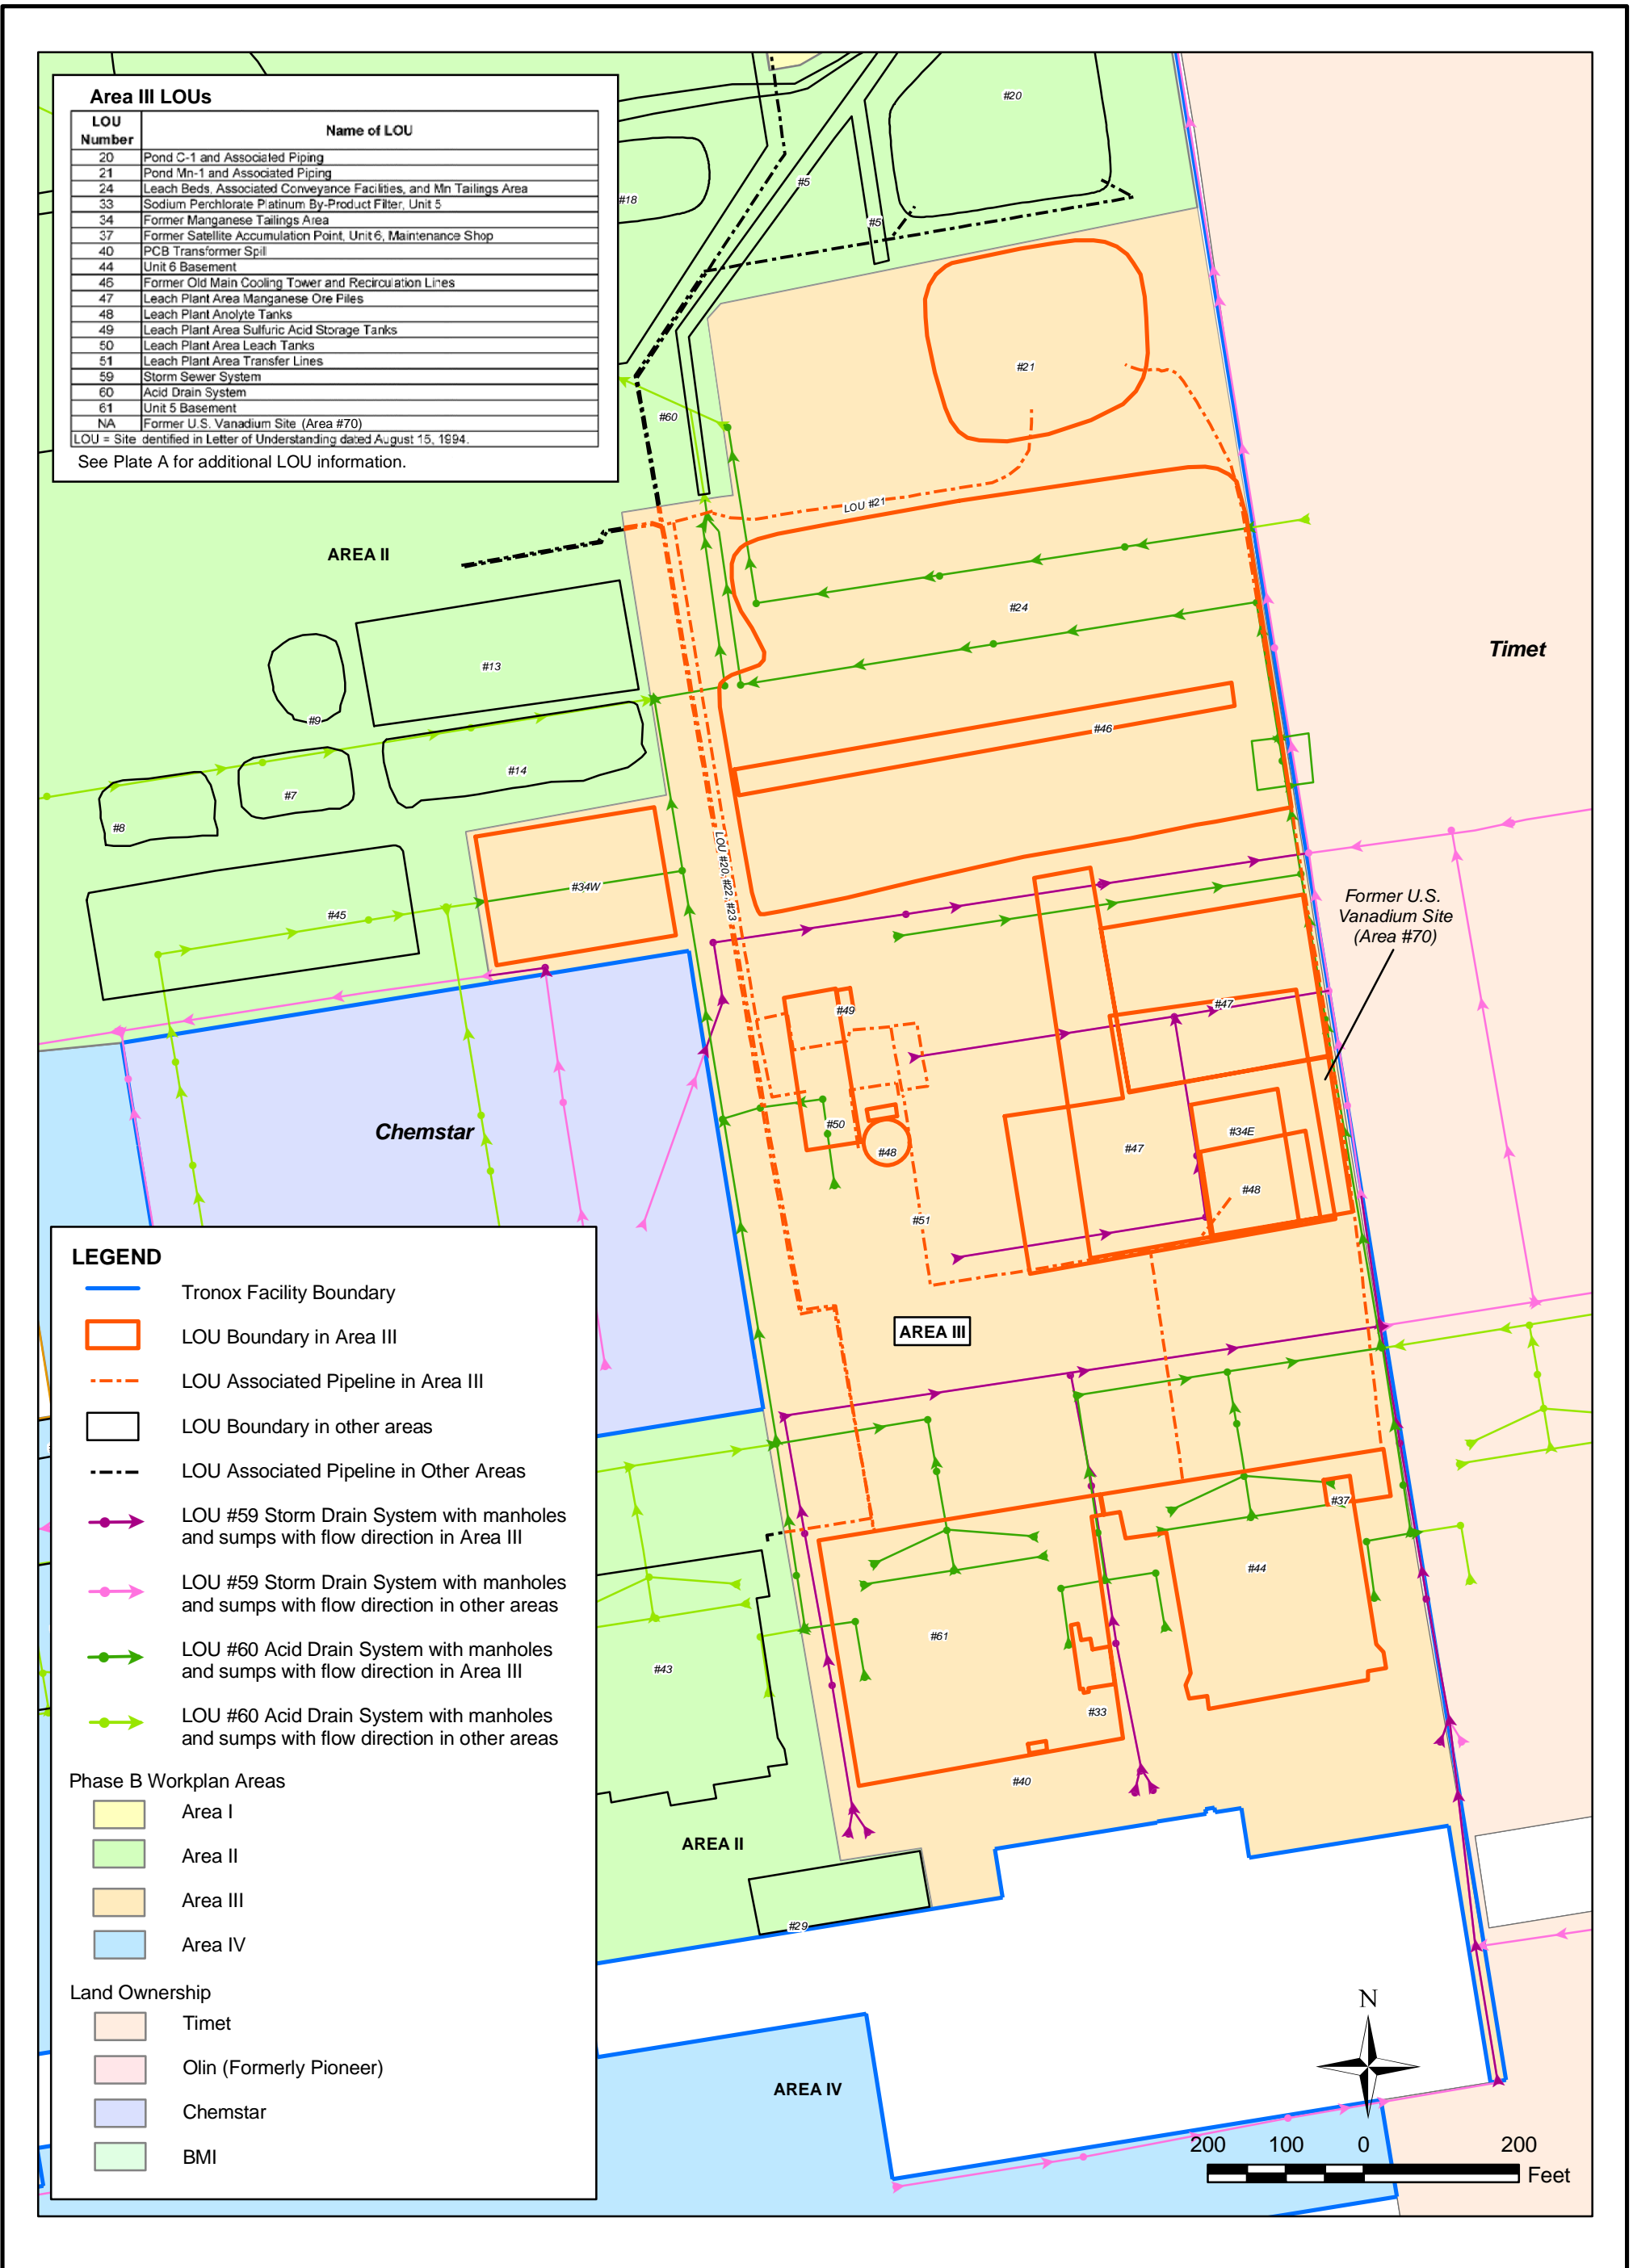 Area III LOUs
LOU Number Name of LOU
20 Pond C-1 and Associated Piping
21 Pond Mn-1 and Associated Piping
24 Leach Beds, Associated Conveyance Facilities, and Mn Tailings Area
33 Sodium Perchlorate Platinum By-Product Filter, Unit 5
34 Former Manganese Tailings Area
37 Former Satellite Accumulation Point, Unit 6, Maintenance Shop
40 PCB Transformer Spill
44 Unit 6 Basement
46 Former Old Main Cooling Tower and Recirculation Lines
47 Leach Plant Area Manganese Ore Piles
48 Leach Plant Anolyte Tanks
49 Leach Plant Area Sulfuric Acid Storage Tanks
50 Leach Plant Area Leach Tanks
51 Leach Plant Area Transfer Lines
59 Storm Sewer System
60 Acid Drain System
61 Unit 5 Basement
NA Former U.S. Vanadium Site (Area #70)
LOU = Site identified in Letter of Understanding dated August 15, 1994.
See Plate A for additional LOU information.
#20
#5
#18
#5
#21
#60
LOU #21
AREA II
#24
Timet
#13
#9
#46
#14
#7
#8
#34W
LOU #20, #22, #23
#45
Former U.S.
Vanadium Site
(Area #70)
#49
#47
Chemstar
#50
#48
#34E
#47
#48
#51
AREA III
#37
#44
#61
#43
#33
#40
AREA II
#29
AREA IV
LEGEND
Tronox Facility Boundary
LOU Boundary in Area III
LOU Associated Pipeline in Area III
LOU Boundary in other areas
LOU Associated Pipeline in Other Areas
LOU #59 Storm Drain System with manholes
and sumps with flow direction in Area III
LOU #59 Storm Drain System with manholes
and sumps with flow direction in other areas
LOU #60 Acid Drain System with manholes
and sumps with flow direction in Area III
LOU #60 Acid Drain System with manholes
and sumps with flow direction in other areas
Phase B Workplan Areas
Area I
Area II
Area III
Area IV
Land Ownership
Timet
Olin (Formerly Pioneer)
Chemstar
BMI
N
200 100 0 200
Feet